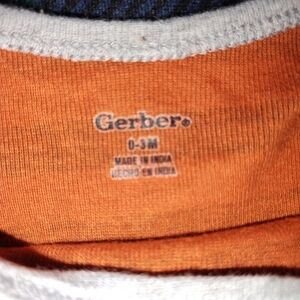 Gerber®
0-3M
MADE IN INDIA
HECHO EN INDIA